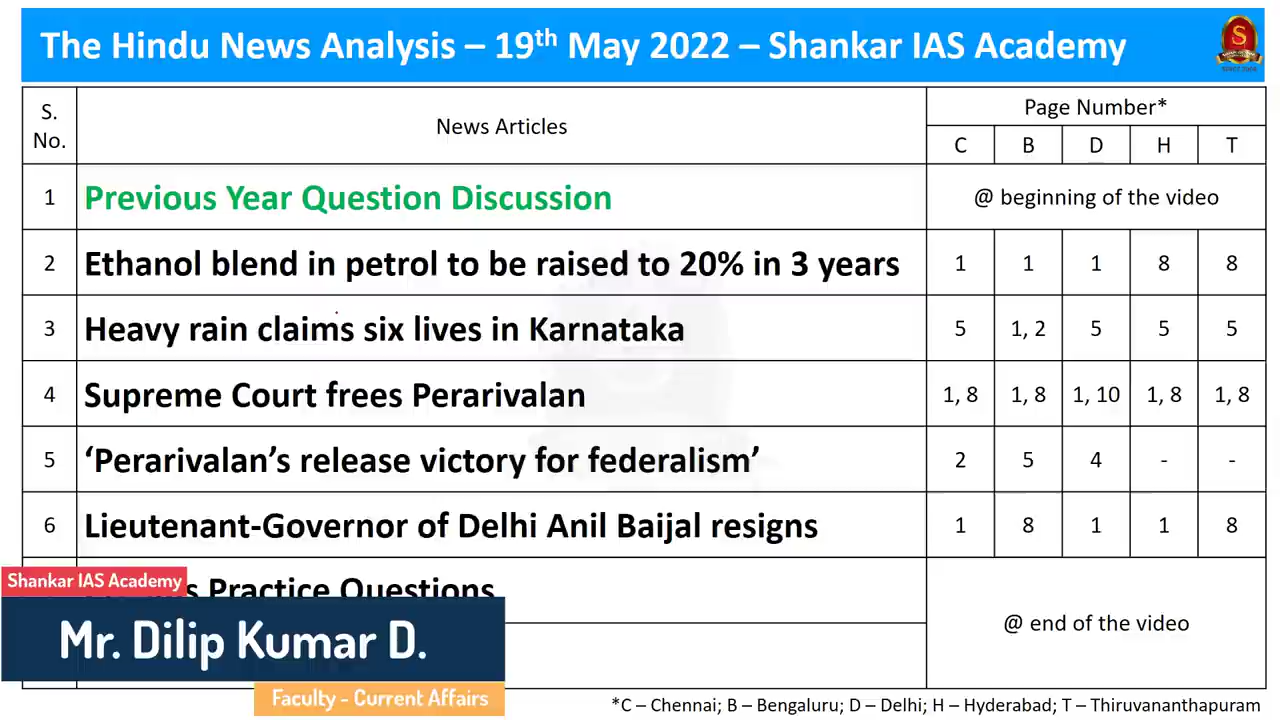 The Hindu News Analysis – 19th May 2022 – Shankar IAS Academy
S. No. News Articles Page Number*
C B D H T
1 Previous Year Question Discussion @ beginning of the video
2 Ethanol blend in petrol to be raised to 20% in 3 years 1 1 1 8 8
3 Heavy rain claims six lives in Karnataka 5 1, 2 5 5 5
4 Supreme Court frees Perarivalan 1, 8 1, 8 1, 10 1, 8 1, 8
5 ‘Perarivalan’s release victory for federalism’ 2 5 4 - -
6 Lieutenant-Governor of Delhi Anil Baijal resigns 1 8 1 1 8
Practice Questions
@ end of the video
Shankar IAS Academy
Mr. Dilip Kumar D.
Faculty - Current Affairs
*C – Chennai; B – Bengaluru; D – Delhi; H – Hyderabad; T – Thiruvananthapuram